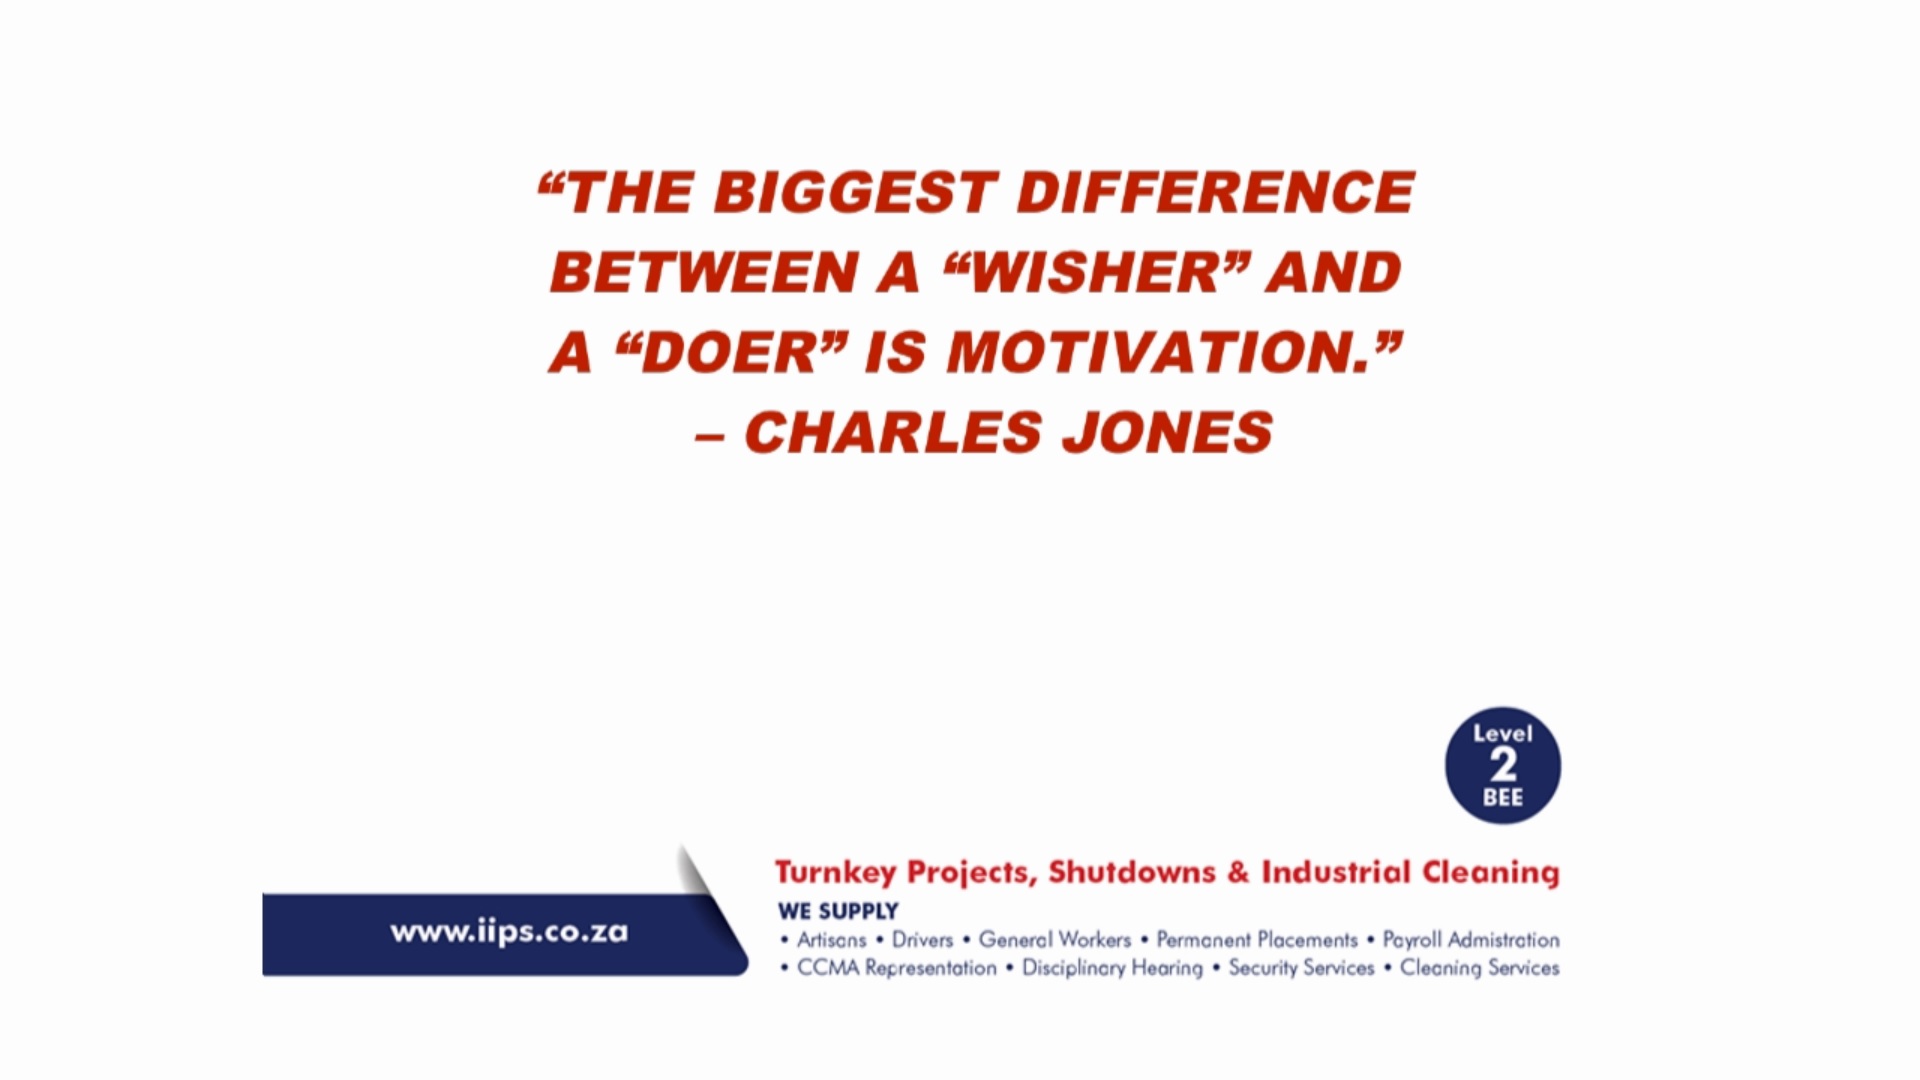 “THE BIGGEST DIFFERENCE
BETWEEN A “WISHER” AND
A “DOER” IS MOTIVATION.”
– CHARLES JONES
Level
2
BEE
Turnkey Projects, Shutdowns & Industrial Cleaning
WE SUPPLY
• Artisans • Drivers • General Workers • Permanent Placements • Payroll Admistration
• CCMA Representation • Disciplinary Hearing • Security Services • Cleaning Services
www.iips.co.za